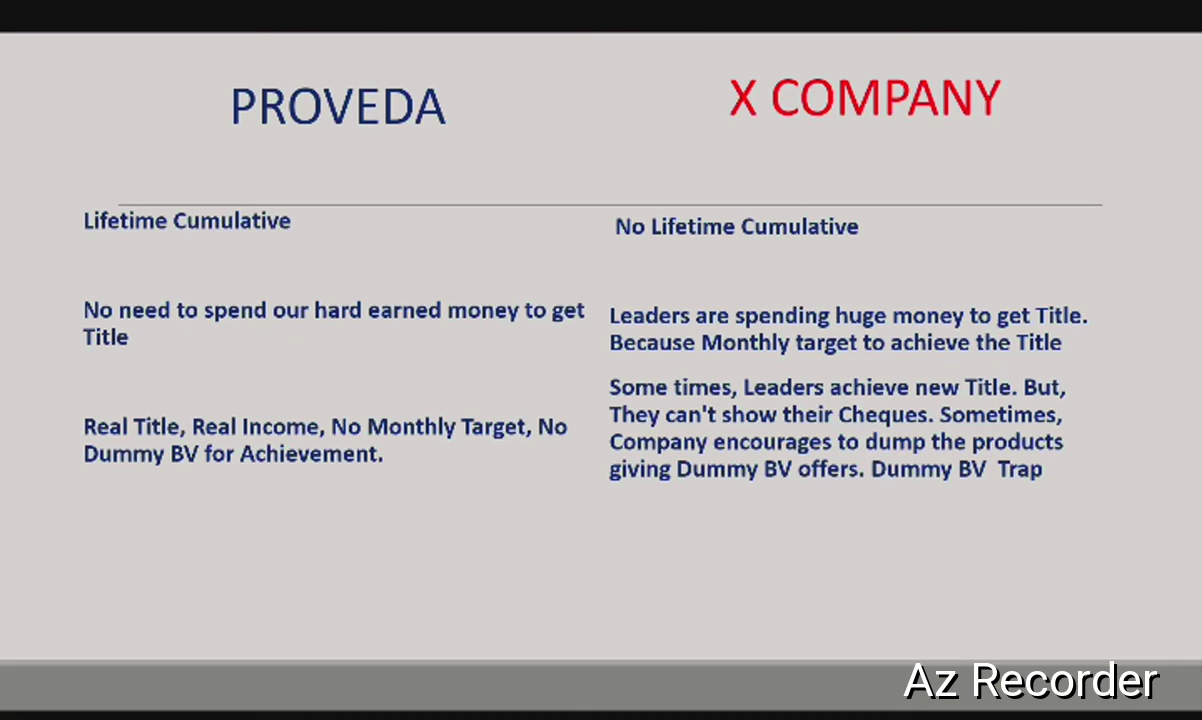 PROVEDA
X COMPANY
Lifetime Cumulative
No Lifetime Cumulative
No need to spend our hard earned money to get
Title
Leaders are spending huge money to get Title.
Because Monthly target to achieve the Title
Real Title, Real Income, No Monthly Target, No
Dummy BV for Achievement.
Some times, Leaders achieve new Title. But,
They can't show their Cheques. Sometimes,
Company encourages to dump the products
giving Dummy BV offers. Dummy BV  Trap
Az Recorder